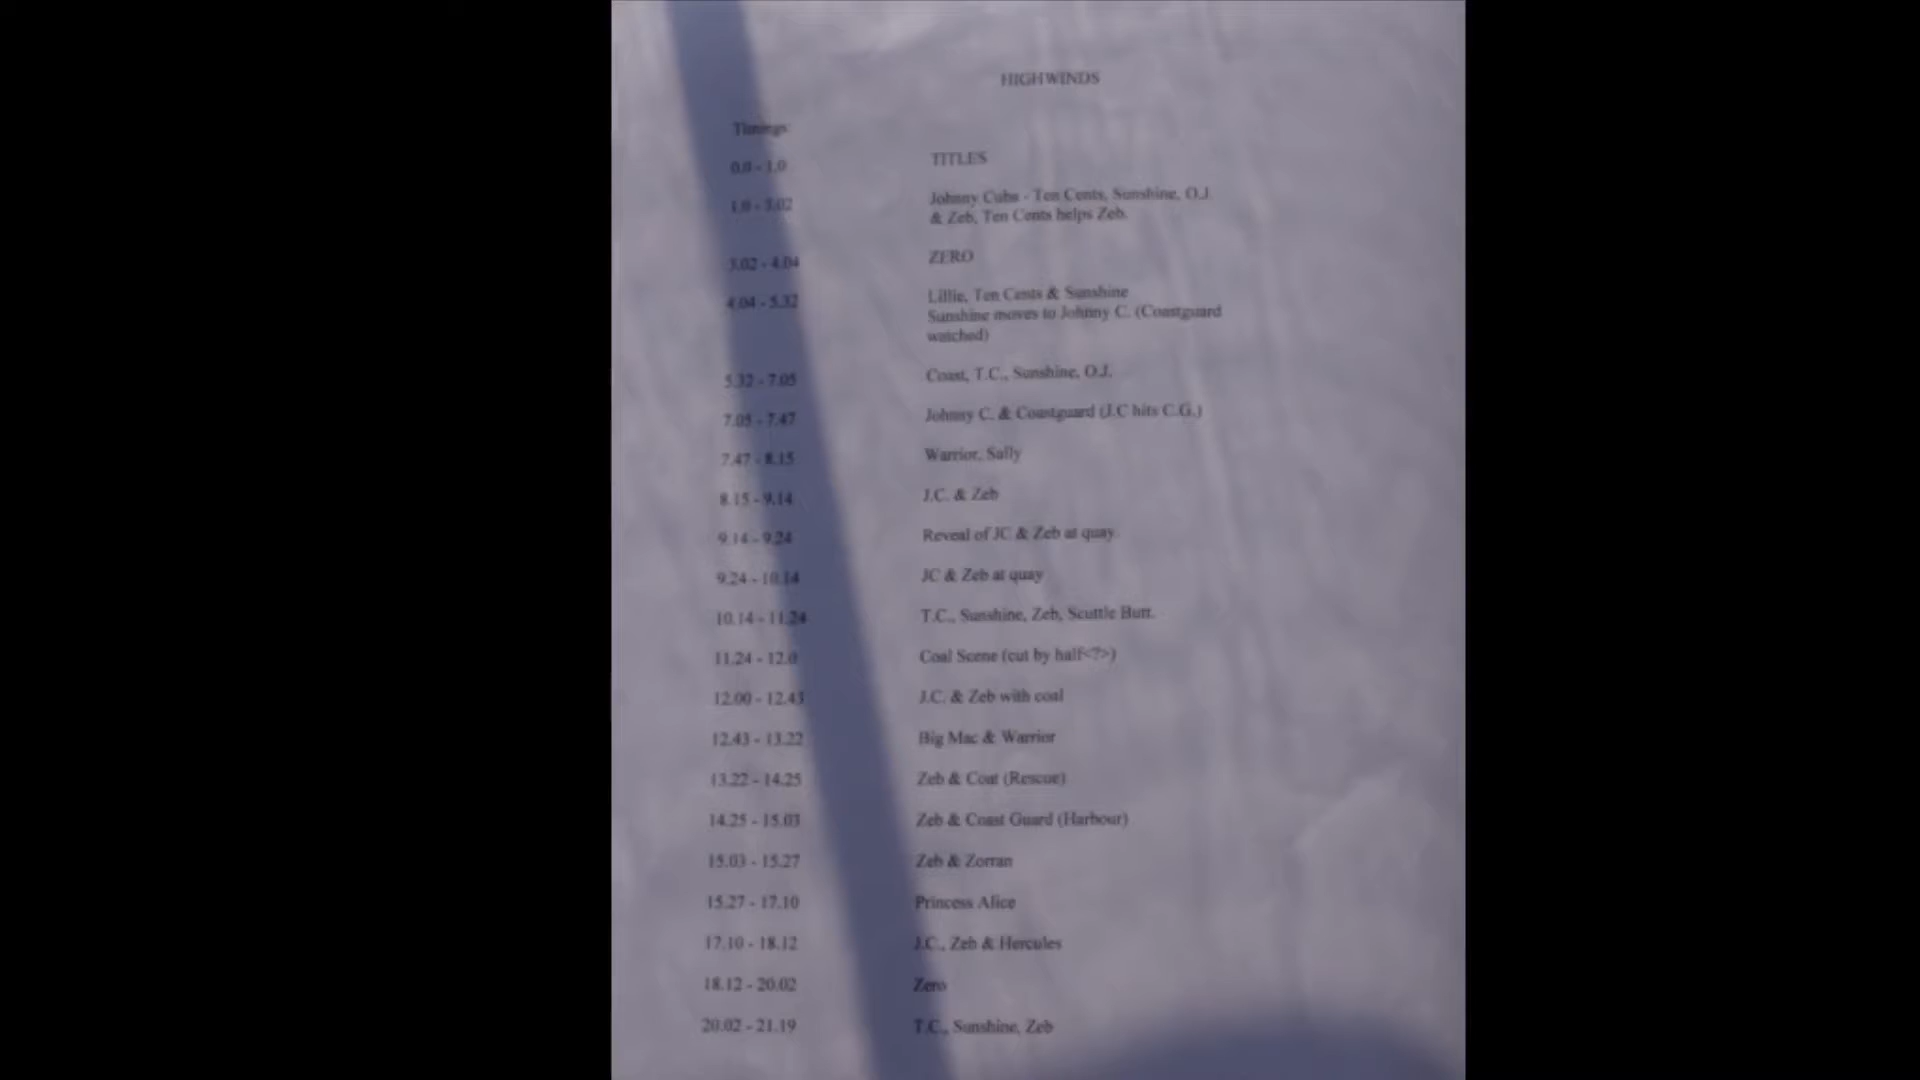 HIGHWINDS
Timings:
0.0 - 1.0 TITLES
1.0 - 3.02 Johnny Cuba - Ten Cents, Sunshine, O.J.
& Zeb, Ten Cents helps Zeb.
3.02 - 4.04 ZERO
4.04 - 5.32 Lillie, Ten Cents & Sunshine
Sunshine moves to Johnny C. (Coastguard
watched)
5.32 - 7.05 Coast, T.C., Sunshine, O.J.
7.05 - 7.47 Johnny C. & Coastguard (J.C hits C.G.)
7.47 - 8.15 Warrior, Sally
8.15 - 9.14 J.C. & Zeb
9.14 - 9.24 Reveal of JC & Zeb at quay
9.24 - 10.14 JC & Zeb at quay
10.14 - 11.24 T.C., Sunshine, Zeb, Scuttle Butt.
11.24 - 12.0 Coal Scene (cut by half<?>)
12.00 - 12.43 J.C. & Zeb with coal
12.43 - 13.22 Big Mac & Warrior
13.22 - 14.25 Zeb & Coat (Rescue)
14.25 - 15.03 Zeb & Coast Guard (Harbour)
15.03 - 15.27 Zeb & Zorran
15.27 - 17.10 Princess Alice
17.10 - 18.12 J.C., Zeb & Hercules
18.12 - 20.02 Zero
20.02 - 21.19 T.C., Sunshine, Zeb